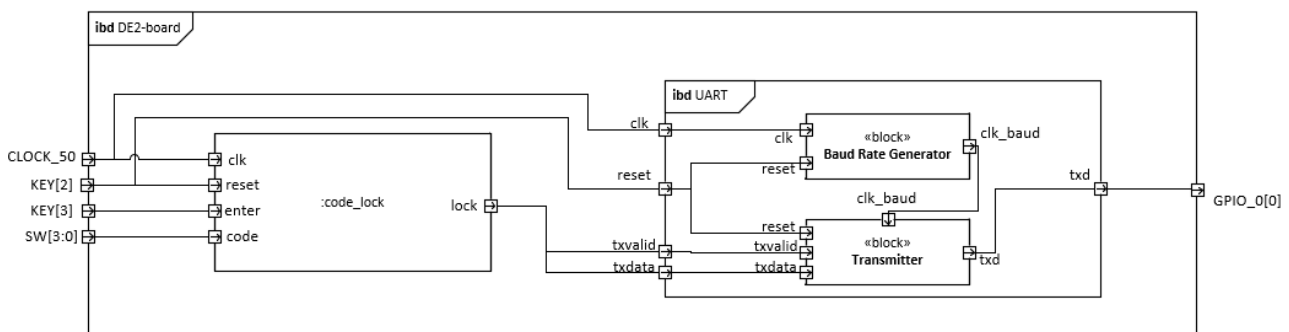 ibd DE2-board
ibd UART
clk
clk
«block»
Baud Rate Generator
clk_baud
reset
CLOCK_50
clk
KEY[2]
reset
reset
txd
:code_lock
lock
clk_baud
GPIO_0[0]
KEY[3]
enter
reset
SW[3:0]
code
txvalid
txvalid
«block»
Transmitter
txd
txdata
txdata